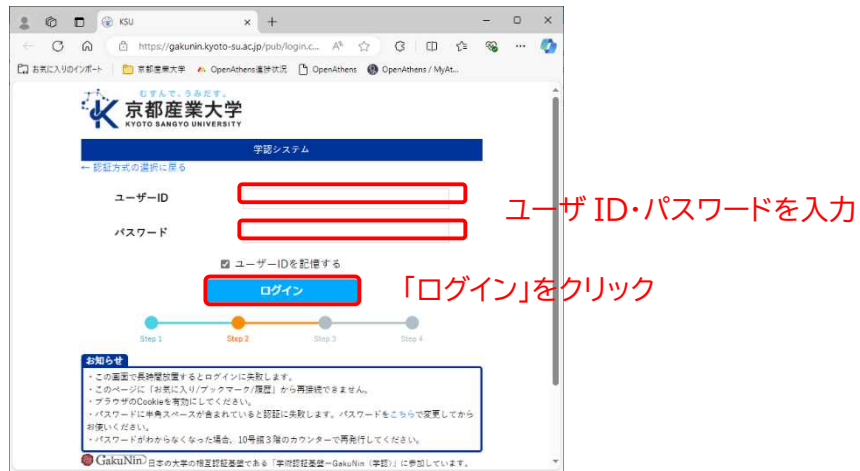 KSU
https://gakunin.kyoto-su.ac.jp/pub/login.c...
お気に入りのインポート 京都産業大学 OpenAthens進捗状況 OpenAthens OpenAthens / MyAt...
むすんで、うみだす。
京都産業大学
KYOTO SANGYO UNIVERSITY
学認システム
← 認証方式の選択に戻る
ユーザーID
ユーザ ID・パスワードを入力
パスワード
ユーザーIDを記憶する
ログイン
「ログイン」をクリック
Step 1 Step 2 Step 3 Step 4
お知らせ
・この画面で長時間放置するとログインに失敗します。
・このページに「お気に入り/ブックマーク/履歴」から再接続できません。
・ブラウザのCookieを有効にしてください。
・パスワードに半角スペースが含まれていると認証に失敗します。パスワードをこちらで変更してから
お使いください。
・パスワードがわからなくなった場合、10号館3階のカウンターで再発行してください。
GakuNin 日本の大学の相互認証基盤である「学術認証基盤-GakuNin（学認）」に参加しています。